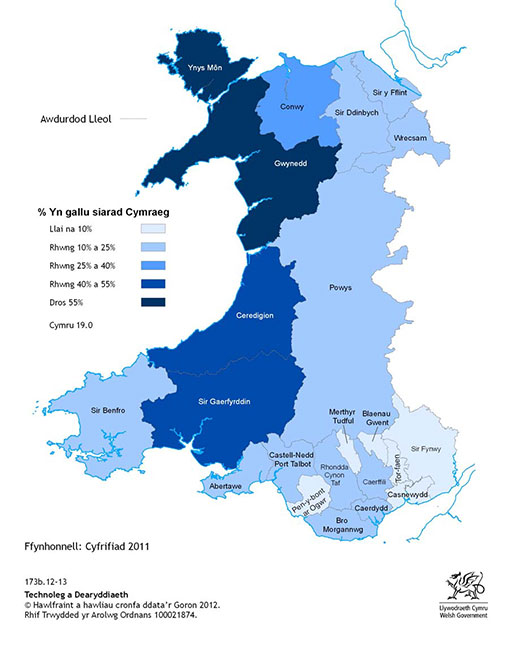 Ynys Môn
Awdurdod Lleol
Conwy
Sir y Fflint
Sir Ddinbych
Wrecsam
Gwynedd
% Yn gallu siarad Cymraeg
Llai na 10%
Rhwng 10% a 25%
Rhwng 25% a 40%
Rhwng 40% a 55%
Dros 55%
Cymru 19.0
Powys
Ceredigion
Sir Gaerfyrddin
Sir Benfro
Merthyr
Tudful
Blaenau
Gwent
Sir Fynwy
Castell-Nedd
Port Talbot
Rhondda
Cynon
Taf
Caerffili
Tor-faen
Casnewydd
Abertawe
Pen-y-bont
ar Ogwr
Caerdydd
Bro
Morgannwg
Ffynhonnell: Cyfrifiad 2011
173b.12-13
Technoleg a Dearyddiaeth
© Hawlfraint a hawliau cronfa ddata'r Goron 2012.
Rhif Trwydded yr Arolwg Ordnans 100021874.
Llywodraeth Cymru
Welsh Government